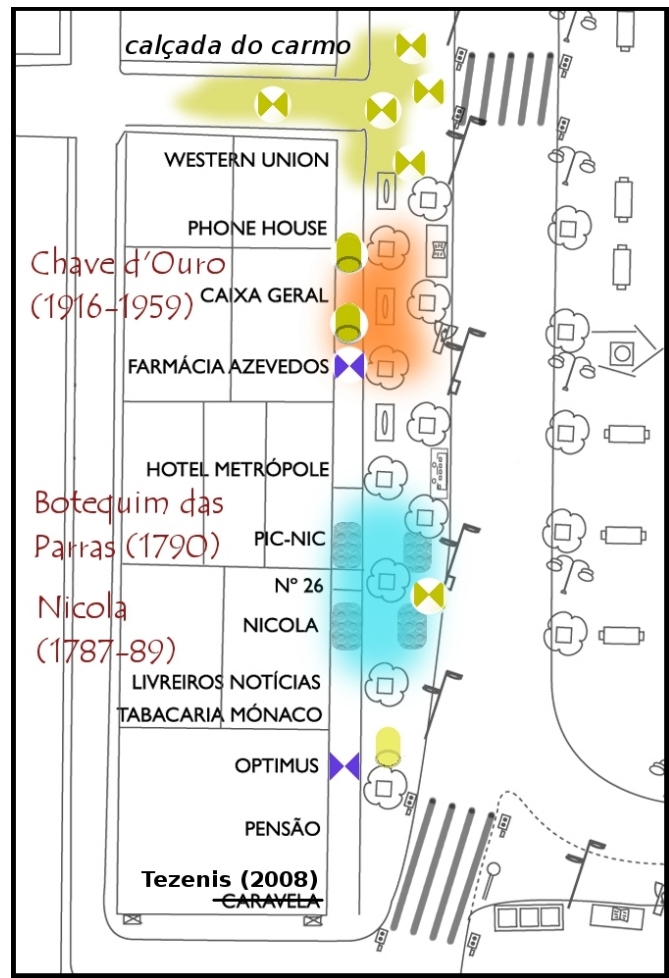 calçada do carmo
WESTERN UNION
PHONE HOUSE
Chave d'Ouro
(1916-1959)
CAIXA GERAL
FARMÁCIA AZEVEDOS
HOTEL METRÓPOLE
Botequim das
Parras (1790)
PIC-NIC
Nº 26
Nicola
(1787-89)
NICOLA
LIVREIROS NOTÍCIAS
TABACARIA MÓNACO
OPTIMUS
PENSÃO
Tezenis (2008)
CARAVELA